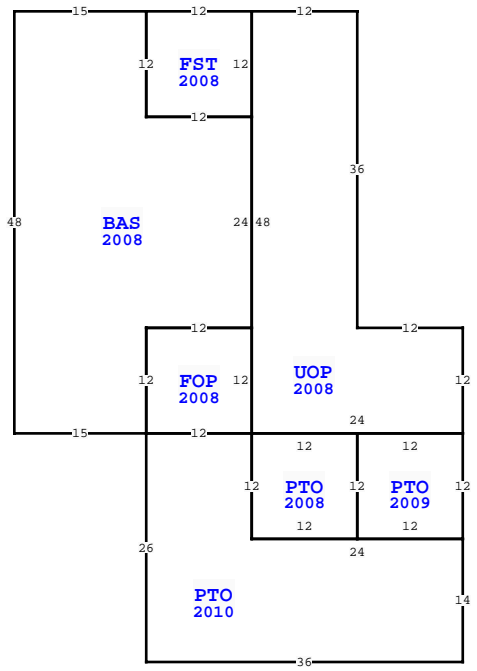 15 12 12
12 FST 12
2008
12
36
48 BAS 24 48
2008
12 12
12 FOP 12 UOP 12
2008 2008
24
15 12
12 12
12 PTO 12 PTO 12
2008 2009
12 12
26 24
PTO 14
2010
36